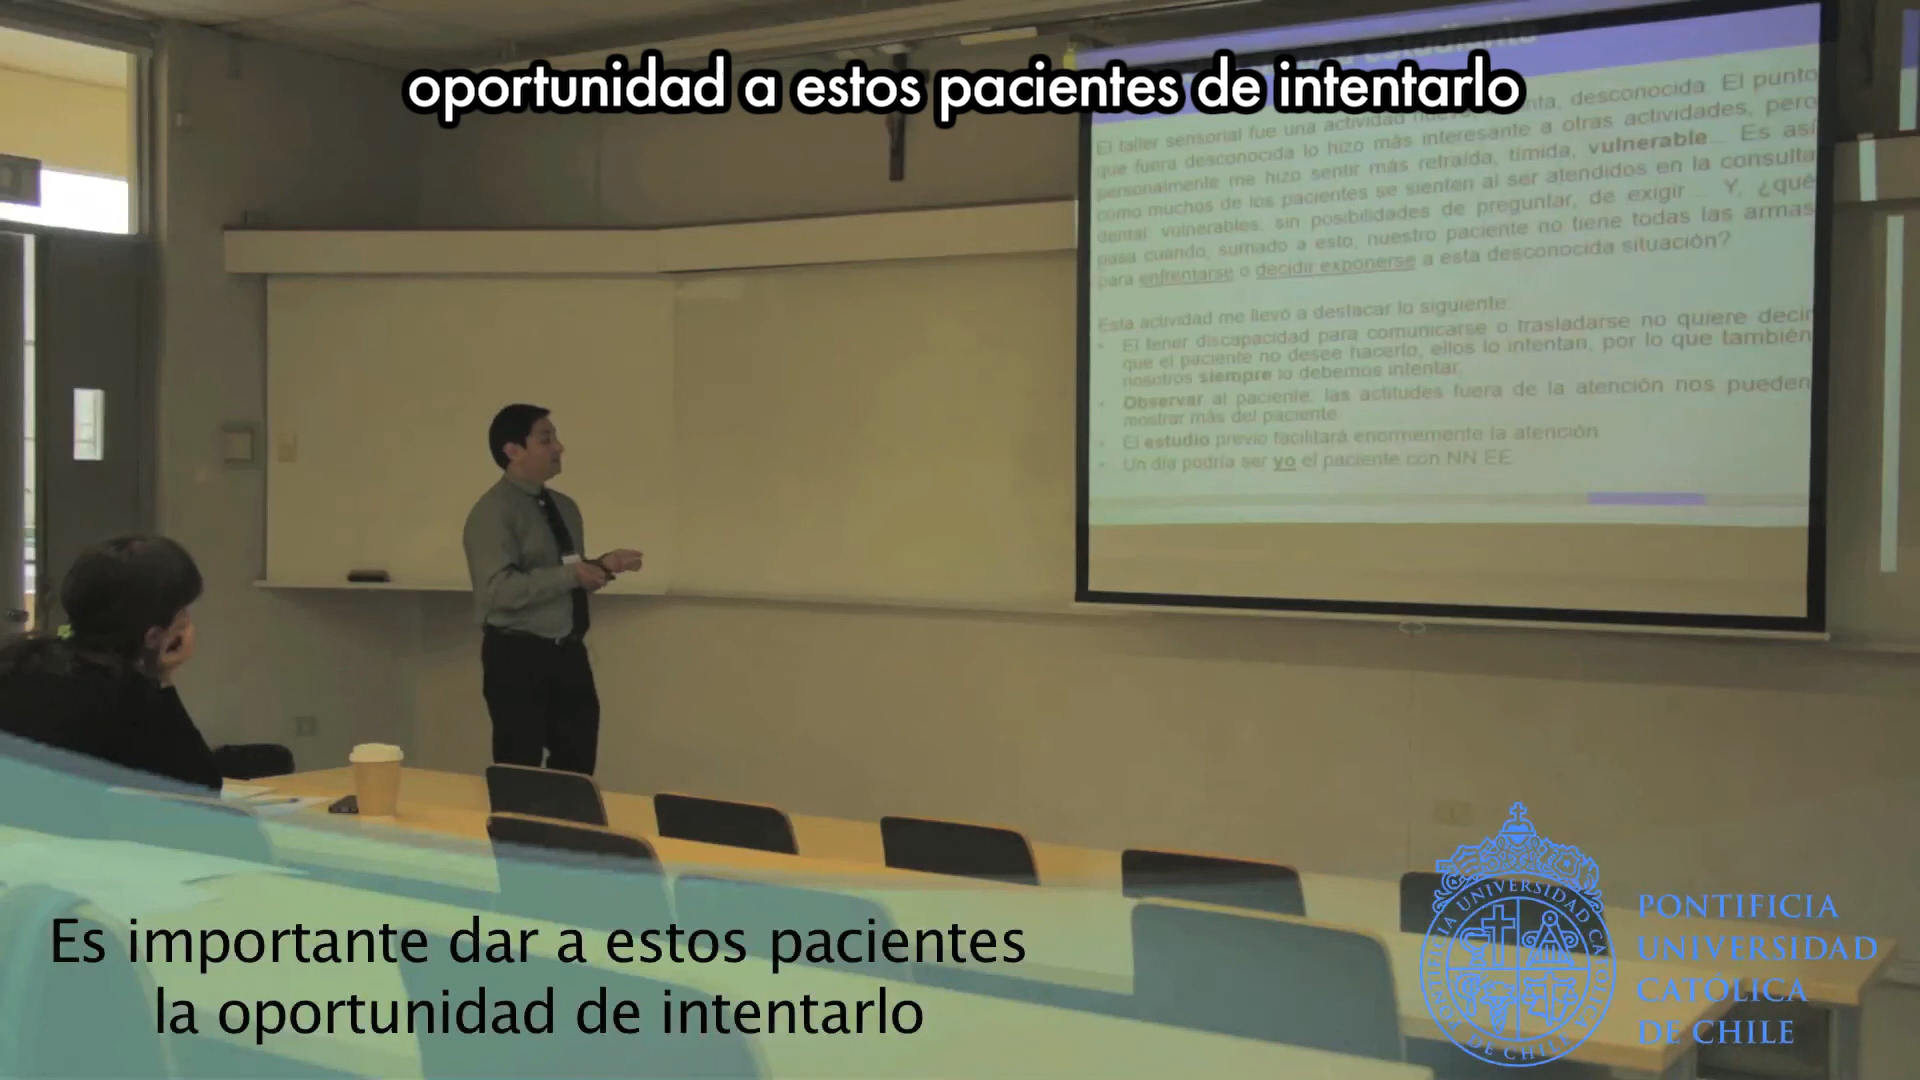 oportunidad a estos pacientes de intentarlo
estudiante
El taller sensorial fue una actividad desconocida. El punto
que fuera desconocida lo hizo más interesante a otras actividades, pero
personalmente me hizo sentir más retraída, tímida, vulnerable... Es así
como muchos de los pacientes se sienten al ser atendidos en la consulta
dental: vulnerables, sin posibilidades de preguntar, de exigir... Y, ¿qué
pasa cuando, sumado a esto, nuestro paciente no tiene todas las armas
para enfrentarse o decidir exponerse a esta desconocida situación?
Esta actividad me llevó a destacar lo siguiente:
• El tener discapacidad para comunicarse o trasladarse no quiere decir
que el paciente no desee hacerlo, ellos lo intentan, por lo que también
nosotros siempre lo debemos intentar.
• Observar al paciente, las actitudes fuera de la atención nos pueden
mostrar más del paciente
• El estudio previo facilitará enormemente la atención
• Un día podría ser yo el paciente con NN EE
Es importante dar a estos pacientes
la oportunidad de intentarlo
PONTIFICIA UNIVERSIDAD CATOLICA DE CHILE
PONTIFICIA
UNIVERSIDAD
CATÓLICA
DE CHILE